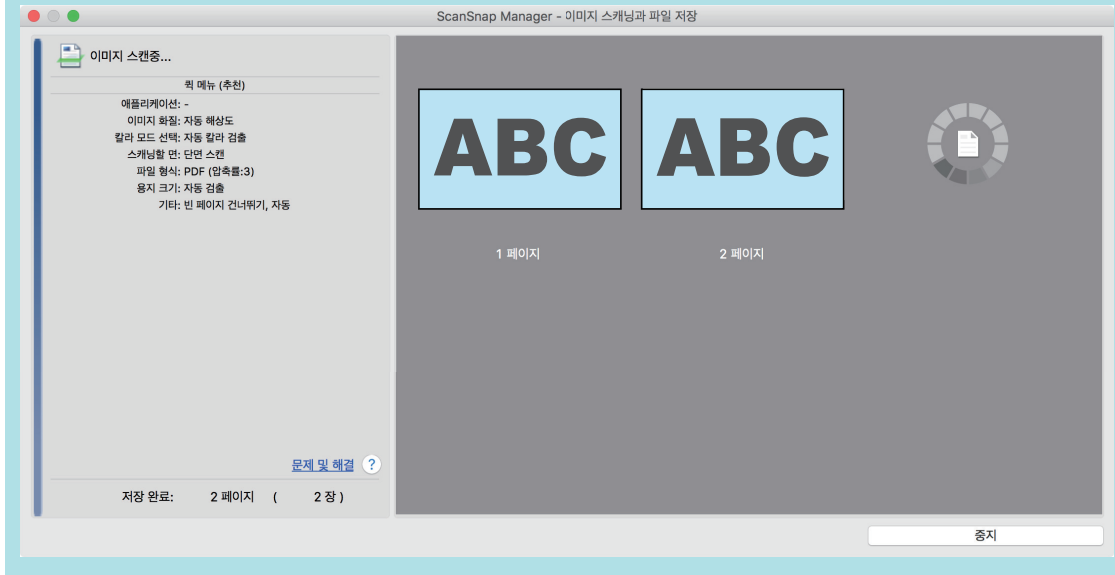 ScanSnap Manager - 이미지 스캐닝과 파일 저장
이미지 스캔중...
퀵 메뉴 (추천)
애플리케이션: -
이미지 화질: 자동 해상도
칼라 모드 선택: 자동 칼라 검출
스캐닝할 면: 단면 스캔
파일 형식: PDF (압축률:3)
용지 크기: 자동 검출
기타: 빈 페이지 건너뛰기, 자동
문제 및 해결 ?
저장 완료: 2 페이지 ( 2 장 )
ABC ABC
1 페이지 2 페이지
중지